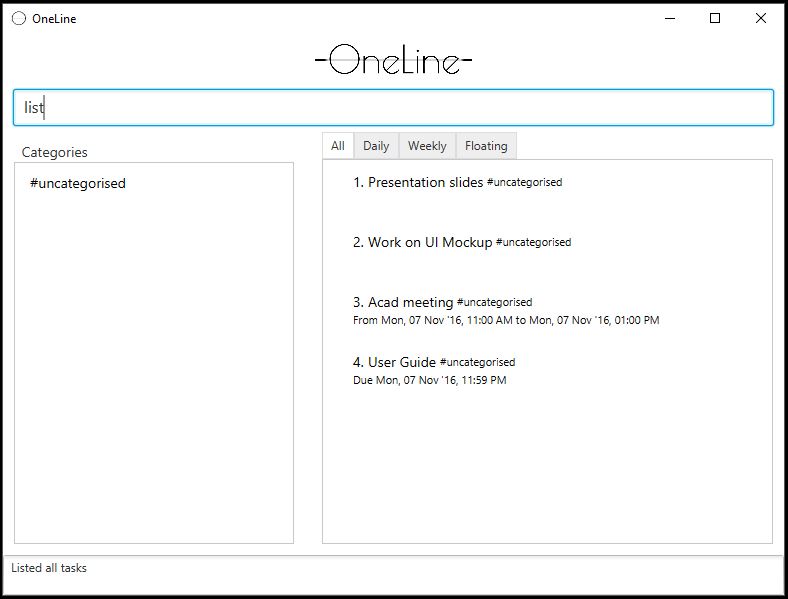 OneLine
-OneLine-
list
Categories
#uncategorised
All Daily Weekly Floating
1. Presentation slides #uncategorised
2. Work on UI Mockup #uncategorised
3. Acad meeting #uncategorised
From Mon, 07 Nov '16, 11:00 AM to Mon, 07 Nov '16, 01:00 PM
4. User Guide #uncategorised
Due Mon, 07 Nov '16, 11:59 PM
Listed all tasks